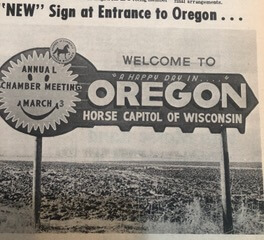 "NEW" Sign at Entrance to Oregon . . .
WELCOME TO
"A HAPPY DAY IN..."
OREGON
HORSE CAPITOL OF WISCONSIN
ANNUAL
CHAMBER MEETING
MARCH 3